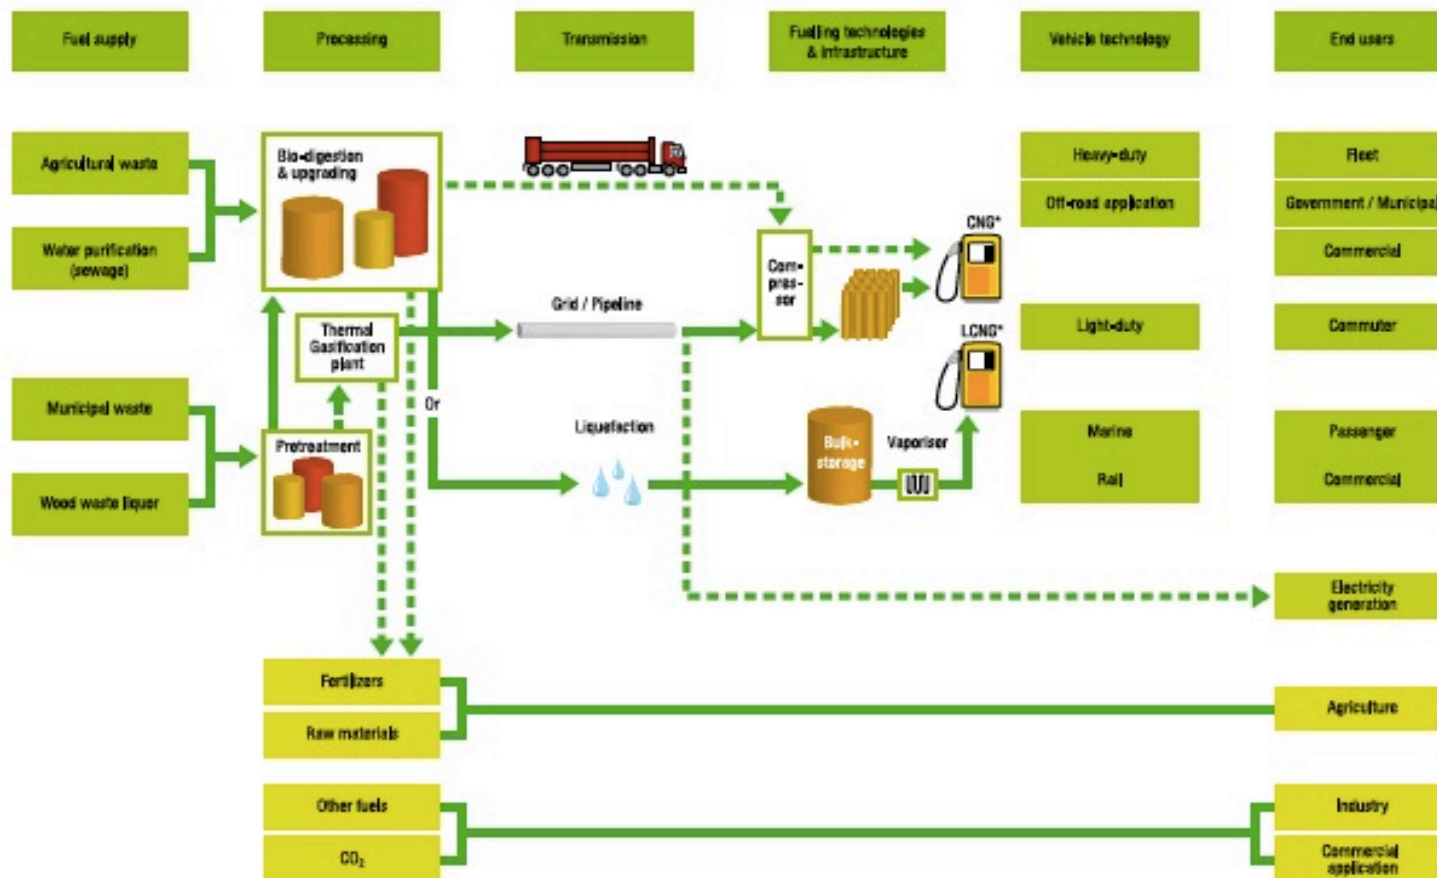 Fuel supply
Processing
Transmission
Fuelling technologies
& infrastructure
Vehicle technology
End users
Agricultural waste
Water purification
(sewage)
Municipal waste
Wood waste liquor
Bio-digestion
& upgrading
Thermal
Gasification
plant
Pretreatment
Or
Grid / Pipeline
Liquefaction
Com-
pres-
sor
Bulk-
storage
Vaporiser
CNG*
LCNG*
Heavy-duty
Off-road application
Light-duty
Marine
Rail
Fleet
Government / Municipal
Commercial
Commuter
Passenger
Commercial
Electricity
generation
Fertilizers
Raw materials
Agriculture
Other fuels
CO₂
Industry
Commercial
application